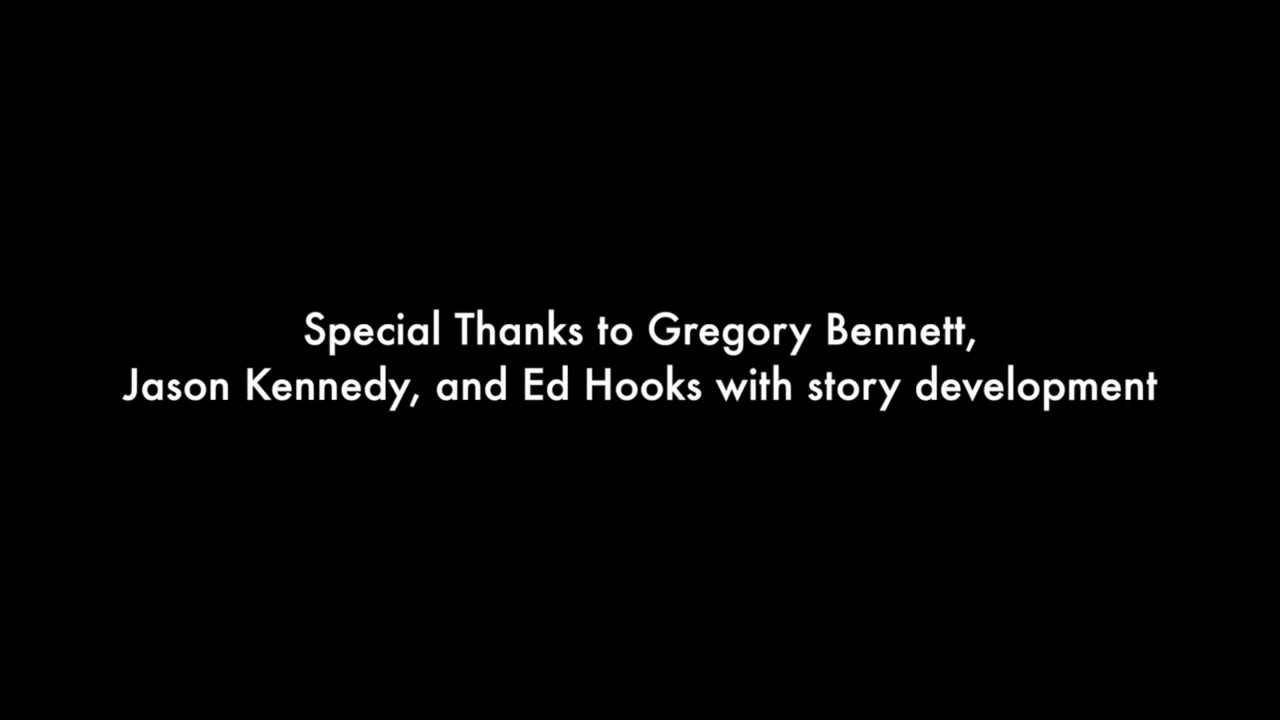 Special Thanks to Gregory Bennett,
Jason Kennedy, and Ed Hooks with story development